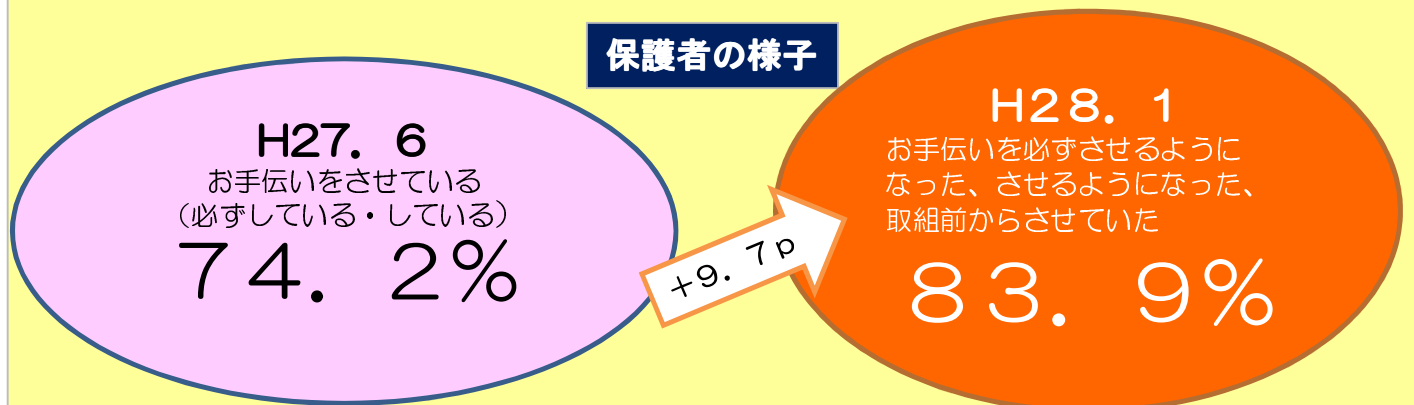 保護者の様子
H27．6
お手伝いをさせている
（必ずしている・している）
７４．２％
＋9．7ｐ
H２８．１
お手伝いを必ずさせるように
なった、させるようになった、
取組前からさせていた
８３．９％